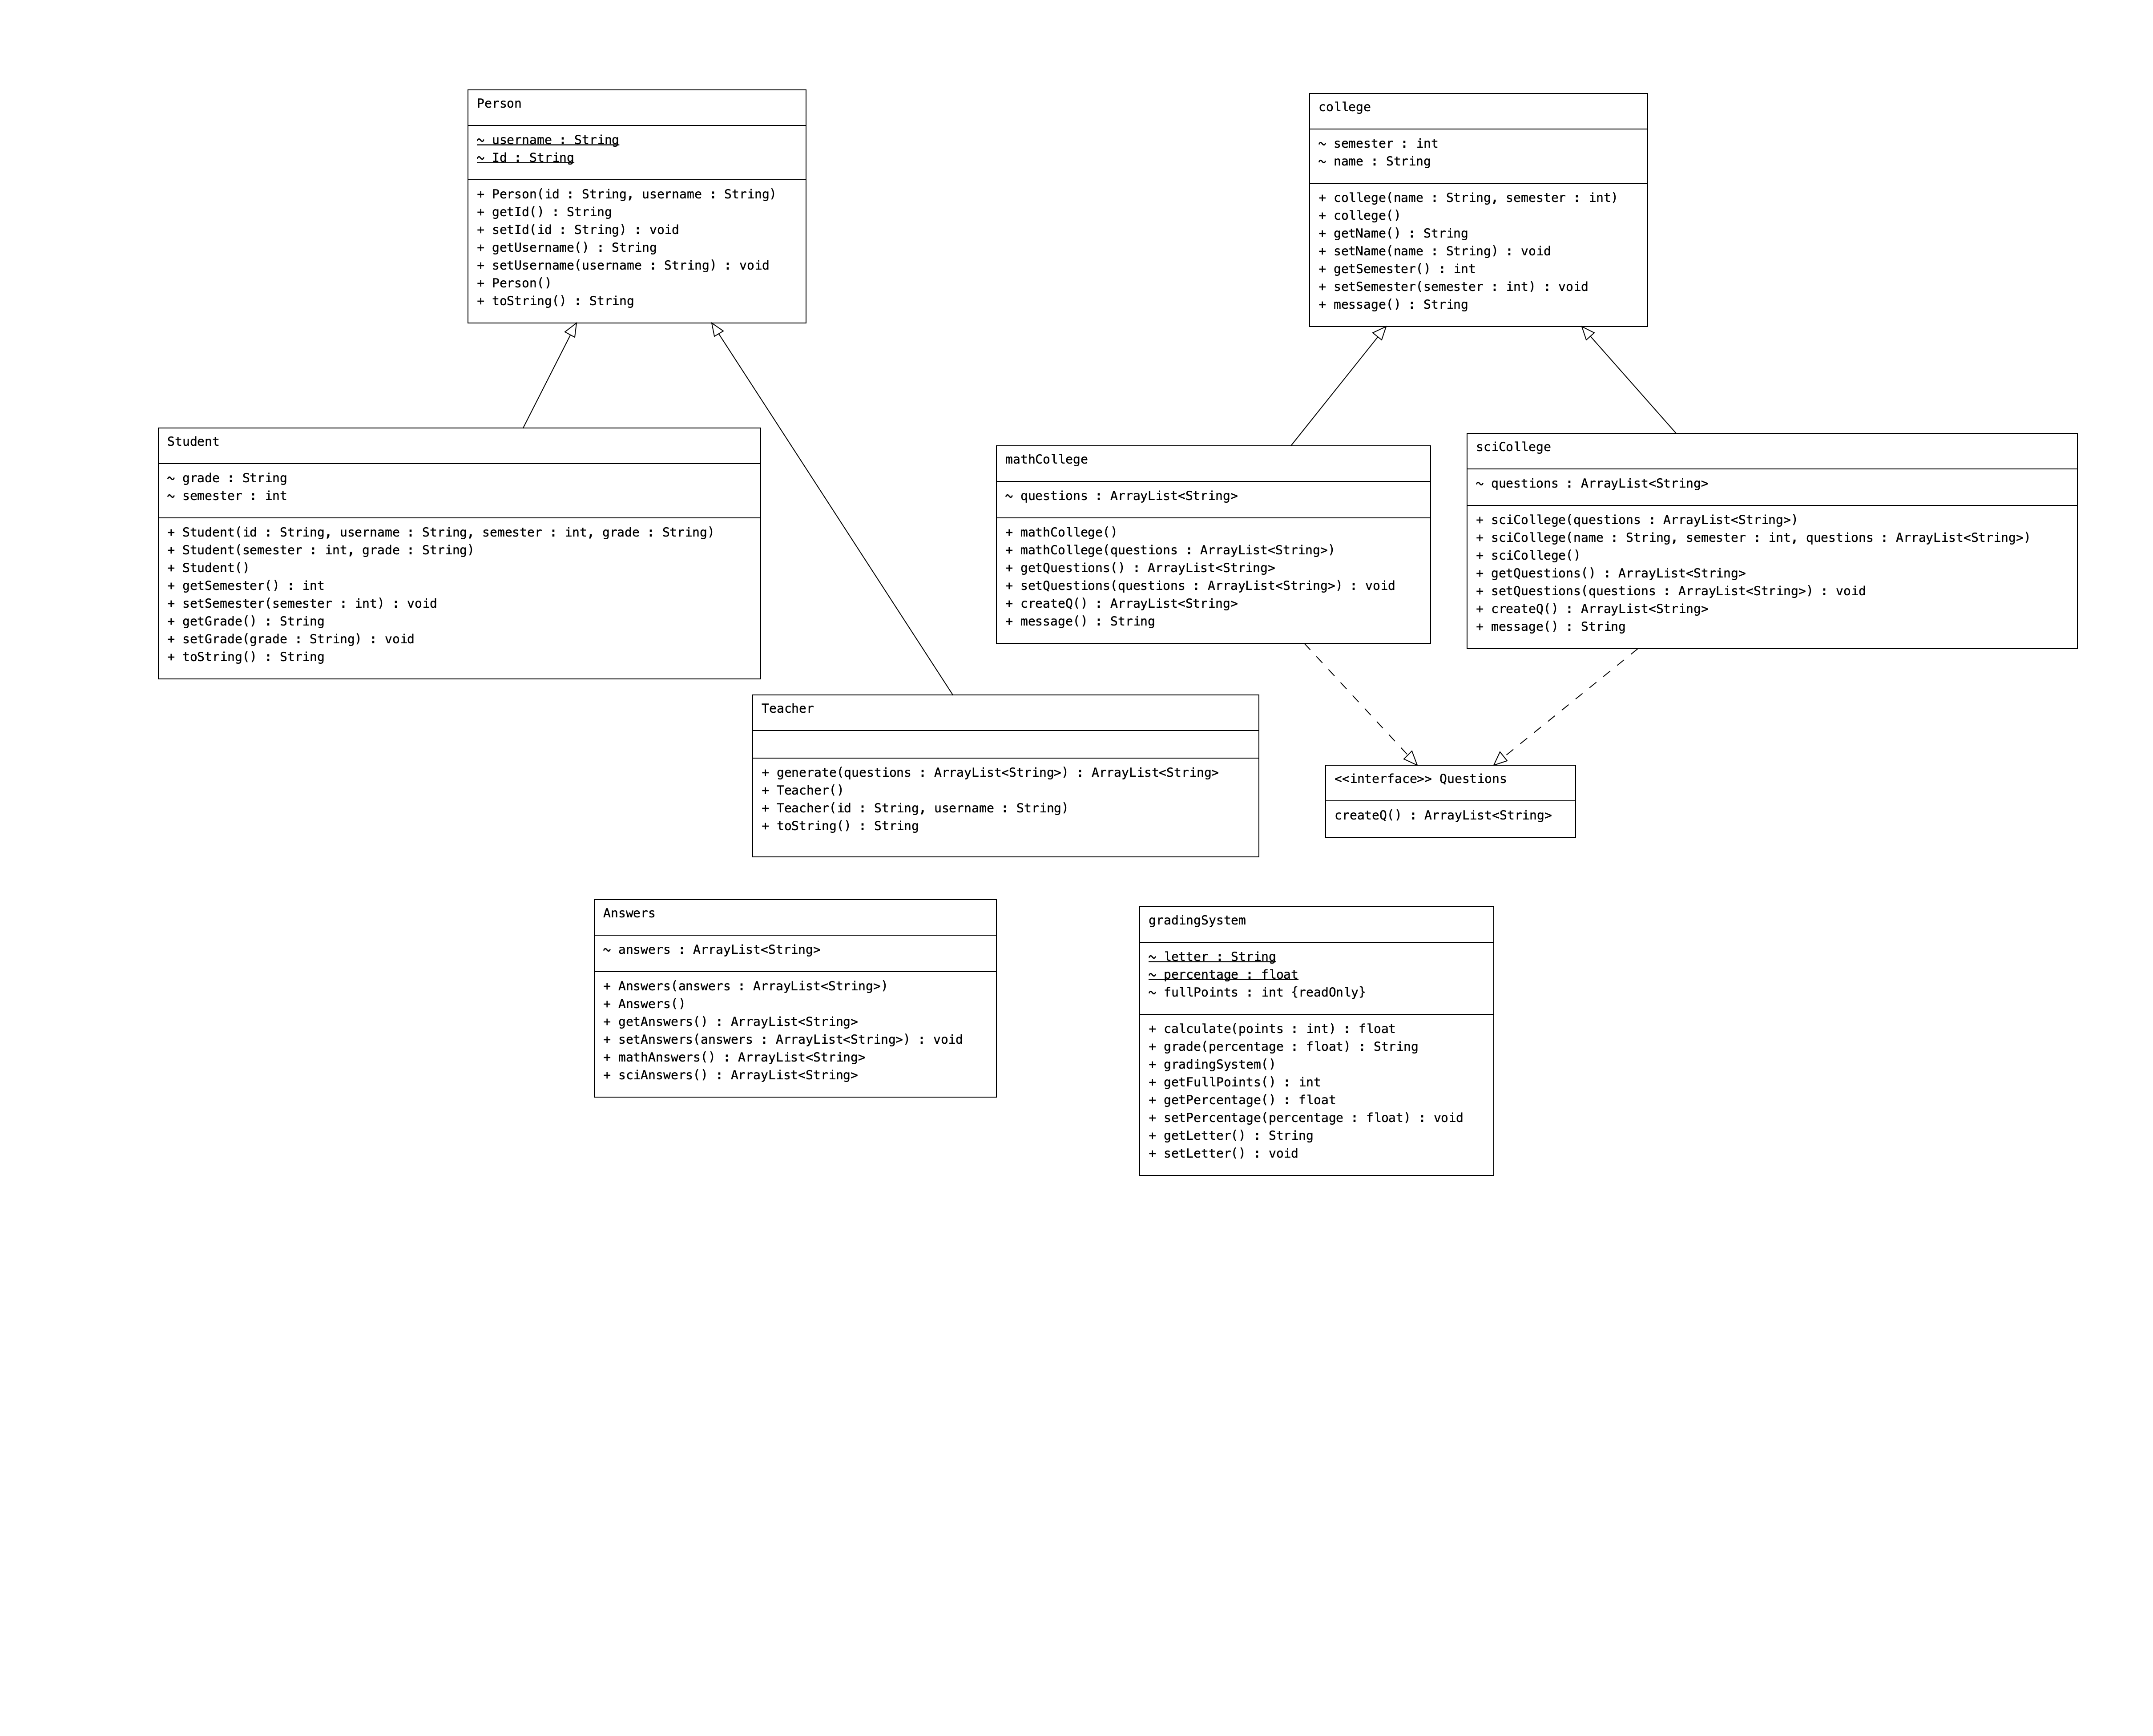 Person
~ username : String
~ Id : String
+ Person(id : String, username : String)
+ getId() : String
+ setId(id : String) : void
+ getUsername() : String
+ setUsername(username : String) : void
+ Person()
+ toString() : String
college
~ semester : int
~ name : String
+ college(name : String, semester : int)
+ college()
+ getName() : String
+ setName(name : String) : void
+ getSemester() : int
+ setSemester(semester : int) : void
+ message() : String
Student
~ grade : String
~ semester : int
+ Student(id : String, username : String, semester : int, grade : String)
+ Student(semester : int, grade : String)
+ Student()
+ getSemester() : int
+ setSemester(semester : int) : void
+ getGrade() : String
+ setGrade(grade : String) : void
+ toString() : String
mathCollege
~ questions : ArrayList<String>
+ mathCollege()
+ mathCollege(questions : ArrayList<String>)
+ getQuestions() : ArrayList<String>
+ setQuestions(questions : ArrayList<String>) : void
+ createQ() : ArrayList<String>
+ message() : String
sciCollege
~ questions : ArrayList<String>
+ sciCollege(questions : ArrayList<String>)
+ sciCollege(name : String, semester : int, questions : ArrayList<String>)
+ sciCollege()
+ getQuestions() : ArrayList<String>
+ setQuestions(questions : ArrayList<String>) : void
+ createQ() : ArrayList<String>
+ message() : String
Teacher
+ generate(questions : ArrayList<String>) : ArrayList<String>
+ Teacher()
+ Teacher(id : String, username : String)
+ toString() : String
<<interface>> Questions
createQ() : ArrayList<String>
Answers
~ answers : ArrayList<String>
+ Answers(answers : ArrayList<String>)
+ Answers()
+ getAnswers() : ArrayList<String>
+ setAnswers(answers : ArrayList<String>) : void
+ mathAnswers() : ArrayList<String>
+ sciAnswers() : ArrayList<String>
gradingSystem
~ letter : String
~ percentage : float
~ fullPoints : int {readOnly}
+ calculate(points : int) : float
+ grade(percentage : float) : String
+ gradingSystem()
+ getFullPoints() : int
+ getPercentage() : float
+ setPercentage(percentage : float) : void
+ getLetter() : String
+ setLetter() : void